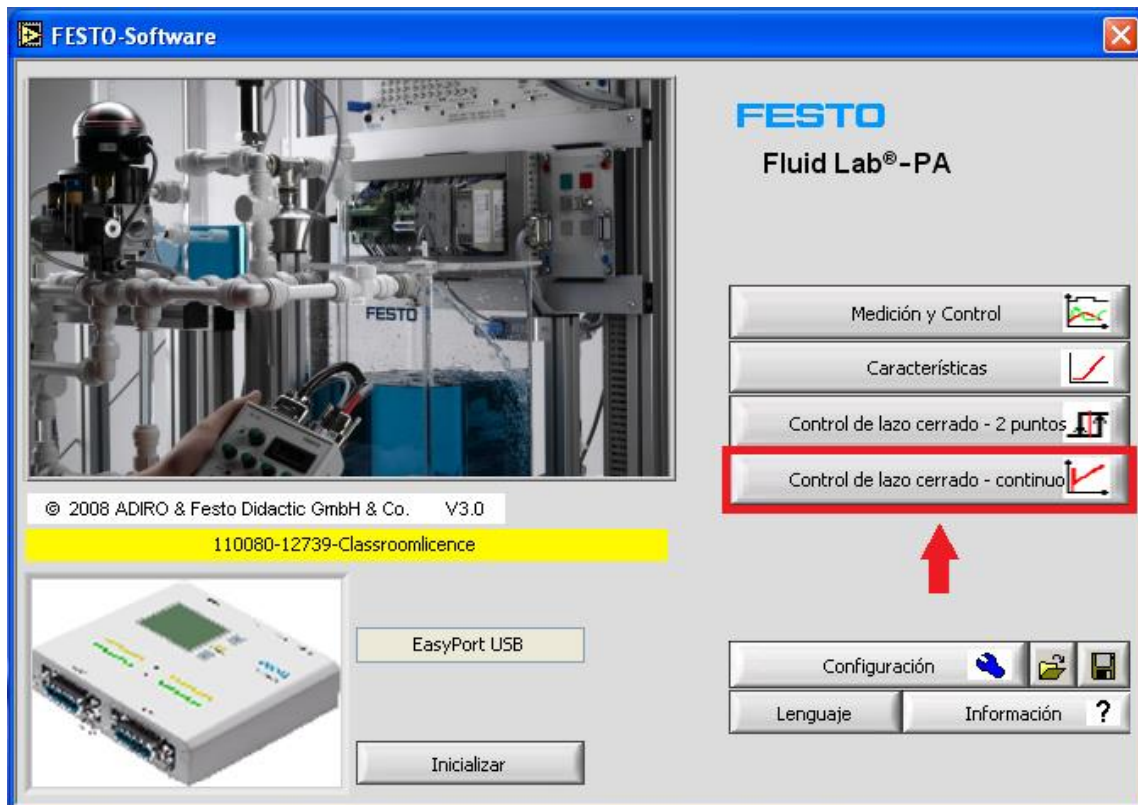 FESTO-Software
FESTO
FESTO
Fluid Lab®-PA
Medición y Control
Características
Control de lazo cerrado - 2 puntos
Control de lazo cerrado - continuo
© 2008 ADIRO & Festo Didactic GmbH & Co. V3.0
110080-12739-Classroomlicence
EasyPort USB
Inicializar
Configuración
Lenguaje
Información ?